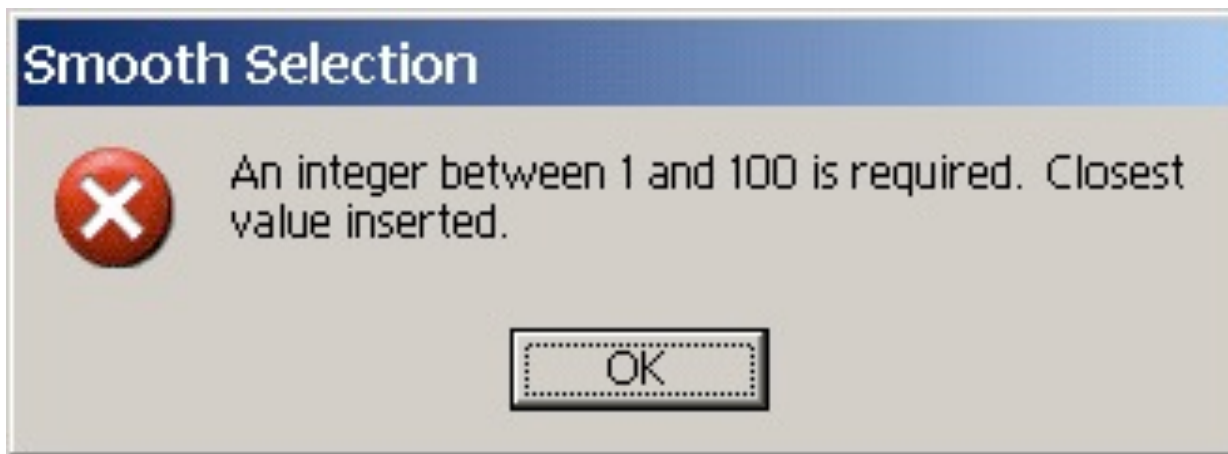 Smooth Selection
An integer between 1 and 100 is required. Closest
value inserted.
OK